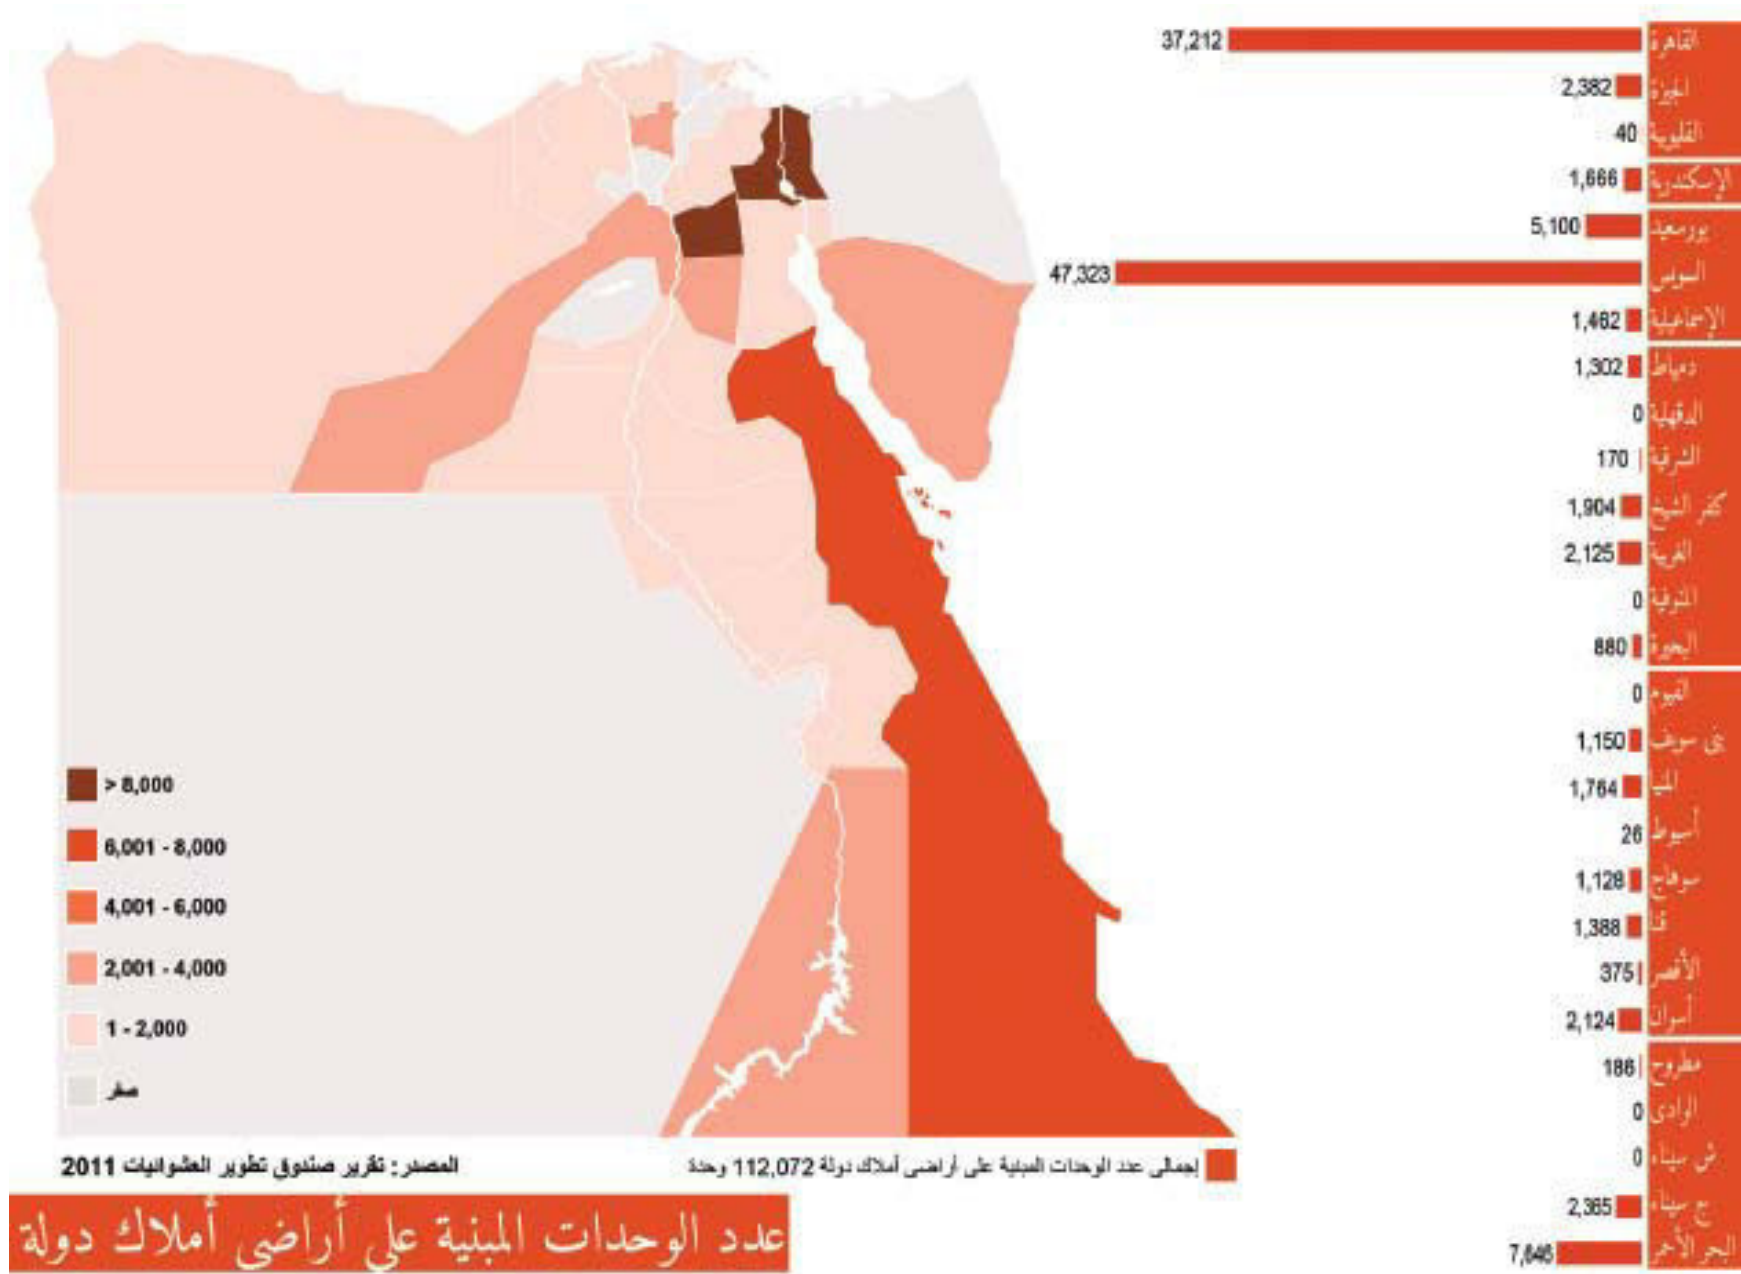 القاهرة 37,212
الجيزة 2,382
القليوبية 40
الإسكندرية 1,666
بورسعيد 5,100
السويس 47,323
الإسماعيلية 1,462
دمياط 1,302
الدقهلية 0
الشرقية 170
كفر الشيخ 1,904
الغربية 2,125
المنوفية 0
البحيرة 880
الفيوم 0
بنى سويف 1,150
المنيا 1,764
أسيوط 26
سوهاج 1,128
قنا 1,388
الأقصر 375
أسوان 2,124
مطروح 186
الوادى 0
ش سيناء 0
ج سيناء 2,365
البحر الأحمر 7,646
> 8,000
6,001 - 8,000
4,001 - 6,000
2,001 - 4,000
1 - 2,000
صفر
إجمالى عدد الوحدات المبنية على أراضى أملاك دولة 112,072 وحدة
المصدر: تقرير صندوق تطوير العشوائيات 2011
عدد الوحدات المبنية على أراضى أملاك دولة